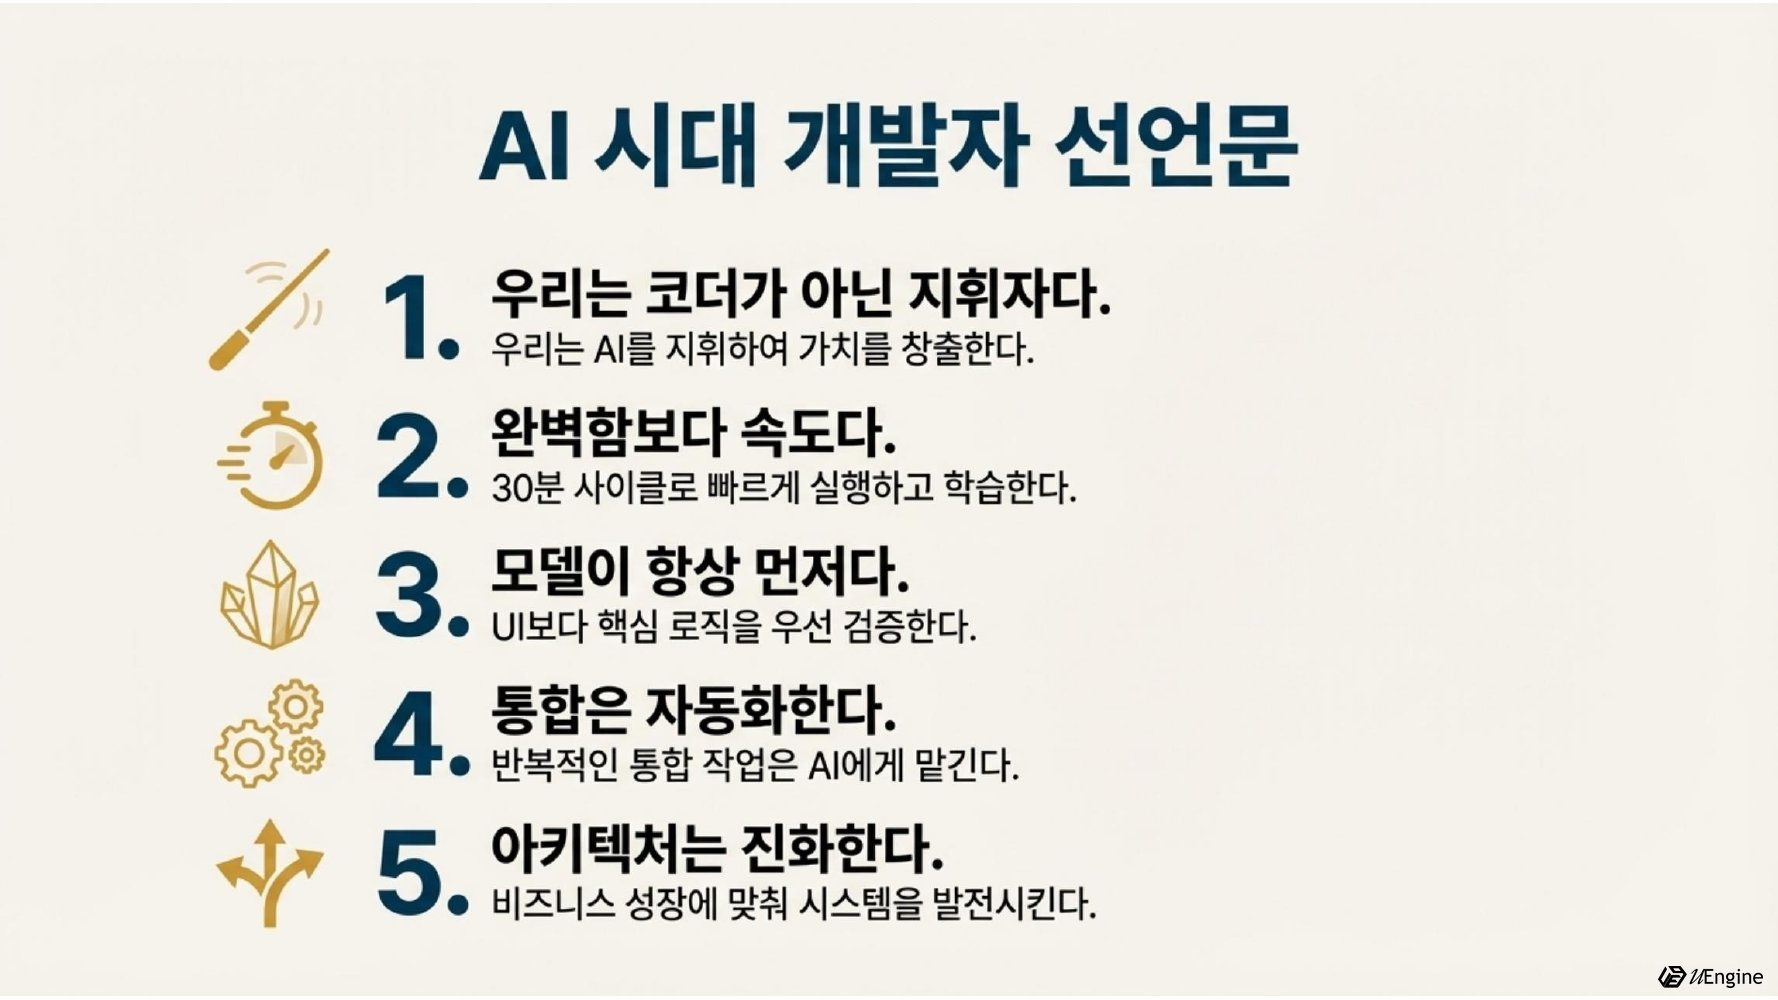 AI 시대 개발자 선언문
1. 우리는 코더가 아닌 지휘자다.
우리는 AI를 지휘하여 가치를 창출한다.
2. 완벽함보다 속도다.
30분 사이클로 빠르게 실행하고 학습한다.
3. 모델이 항상 먼저다.
UI보다 핵심 로직을 우선 검증한다.
4. 통합은 자동화한다.
반복적인 통합 작업은 AI에게 맡긴다.
5. 아키텍처는 진화한다.
비즈니스 성장에 맞춰 시스템을 발전시킨다.
uEngine